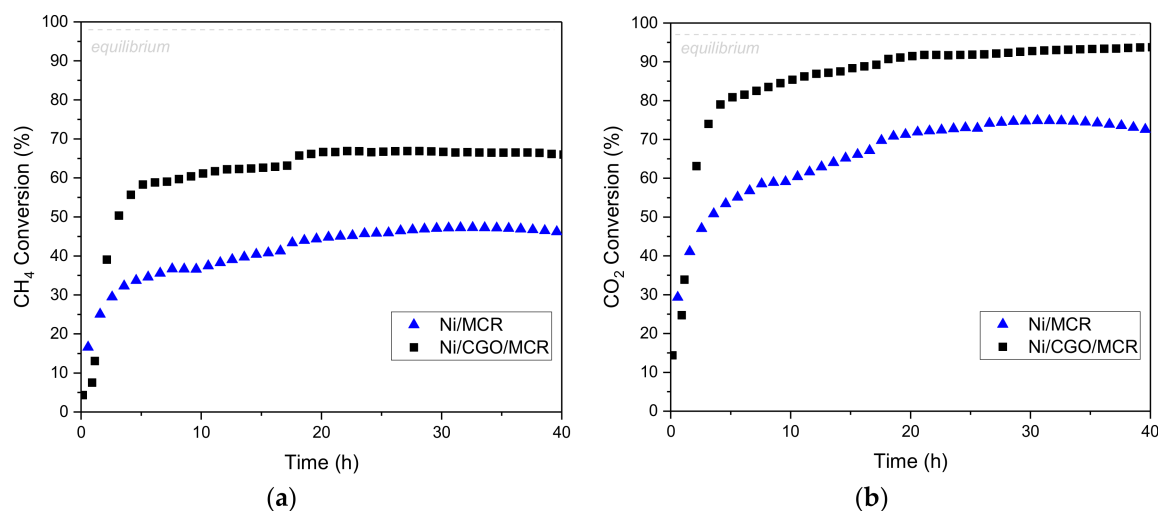 (a)
CH4 Conversion (%)
100
90
80
70
60
50
40
30
20
10
0
equilibrium
Ni/MCR
Ni/CGO/MCR
0 10 20 30 40
Time (h)
(b)
CO2 Conversion (%)
100
90
80
70
60
50
40
30
20
10
0
equilibrium
Ni/MCR
Ni/CGO/MCR
0 10 20 30 40
Time (h)